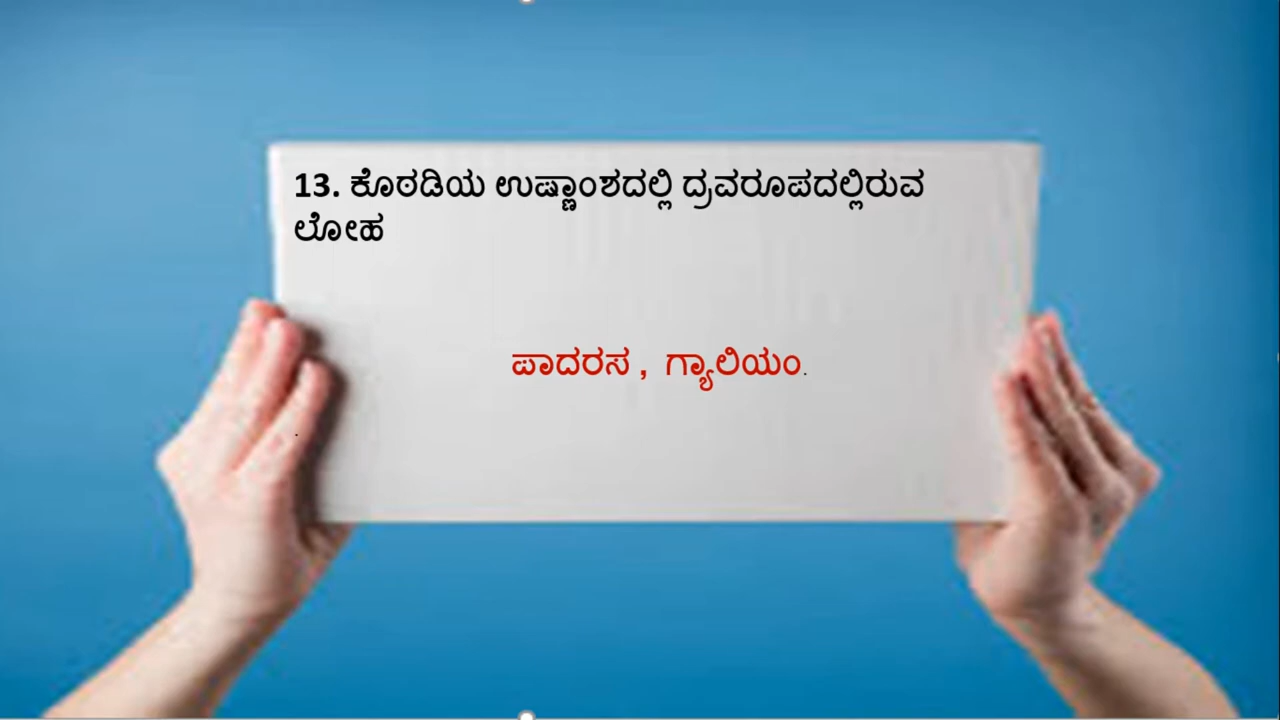 13. ಕೊಠಡಿಯ ಉಷ್ಣಾಂಶದಲ್ಲಿ ದ್ರವರೂಪದಲ್ಲಿರುವ
ಲೋಹ
ಪಾದರಸ , ಗ್ಯಾಲಿಯಂ.
.